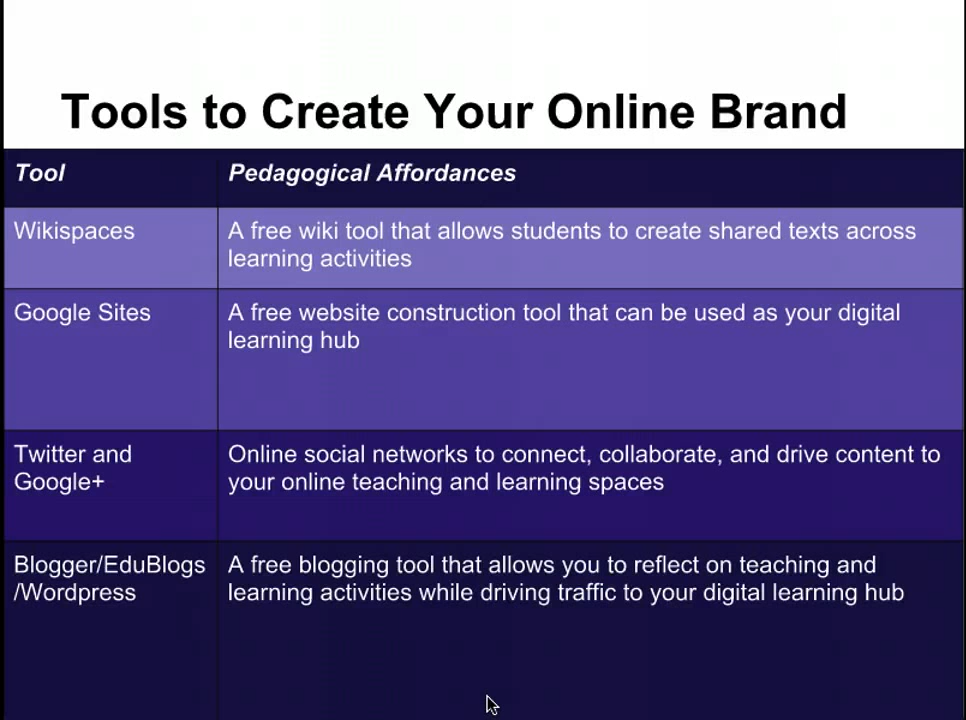 Tools to Create Your Online Brand
Tool
Pedagogical Affordances
Wikispaces
A free wiki tool that allows students to create shared texts across
learning activities
Google Sites
A free website construction tool that can be used as your digital
learning hub
Twitter and
Google+
Online social networks to connect, collaborate, and drive content to
your online teaching and learning spaces
Blogger/EduBlogs
/Wordpress
A free blogging tool that allows you to reflect on teaching and
learning activities while driving traffic to your digital learning hub